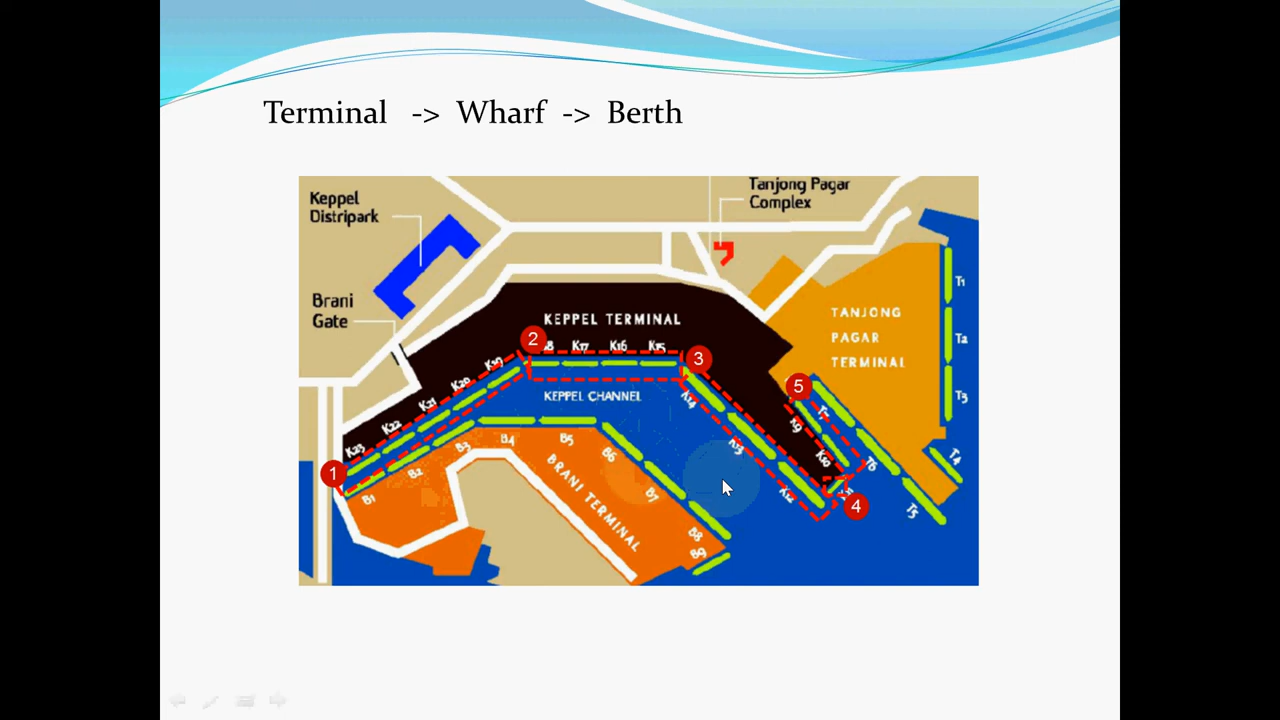 Terminal -> Wharf -> Berth
Keppel
Distripark
Tanjong Pagar
Complex
Brani
Gate
KEPPEL TERMINAL
TANJONG
PAGAR
TERMINAL
KEPPEL CHANNEL
BRANI TERMINAL
K23
K22
K21
K20
K19
K17
K16
K15
K14
K13
K12
K9
K10
B1
B2
B3
B4
B5
B6
B7
B8
B9
T1
T2
T3
T4
T5
T6
T7
1
2
3
4
5